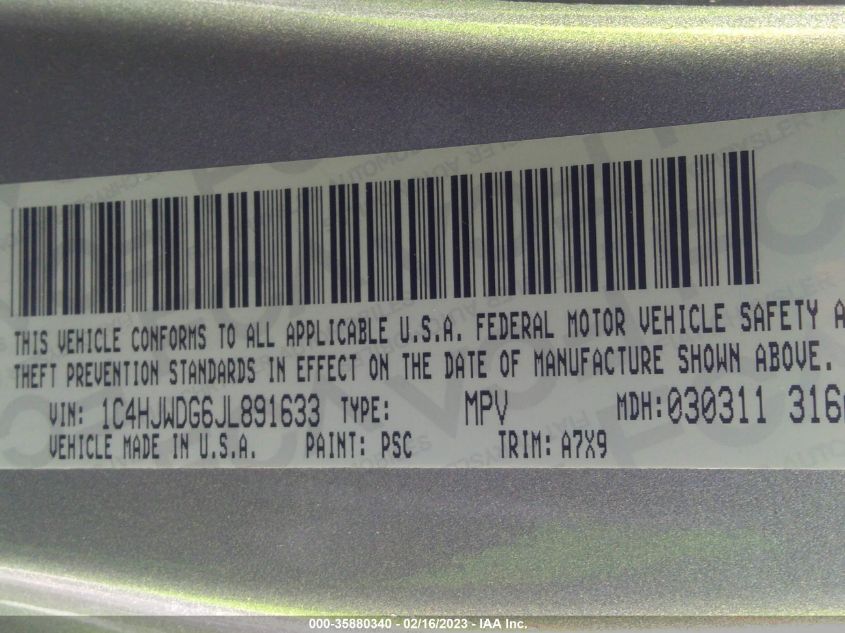 THIS VEHICLE CONFORMS TO ALL APPLICABLE U.S.A. FEDERAL MOTOR VEHICLE SAFETY A
THEFT PREVENTION STANDARDS IN EFFECT ON THE DATE OF MANUFACTURE SHOWN ABOVE.
VIN: 1C4HJWDG6JL891633 TYPE: MPV MDH: 030311 316
VEHICLE MADE IN U.S.A. PAINT: PSC TRIM: A7X9
000-35880340 - 02/16/2023 - IAA Inc.